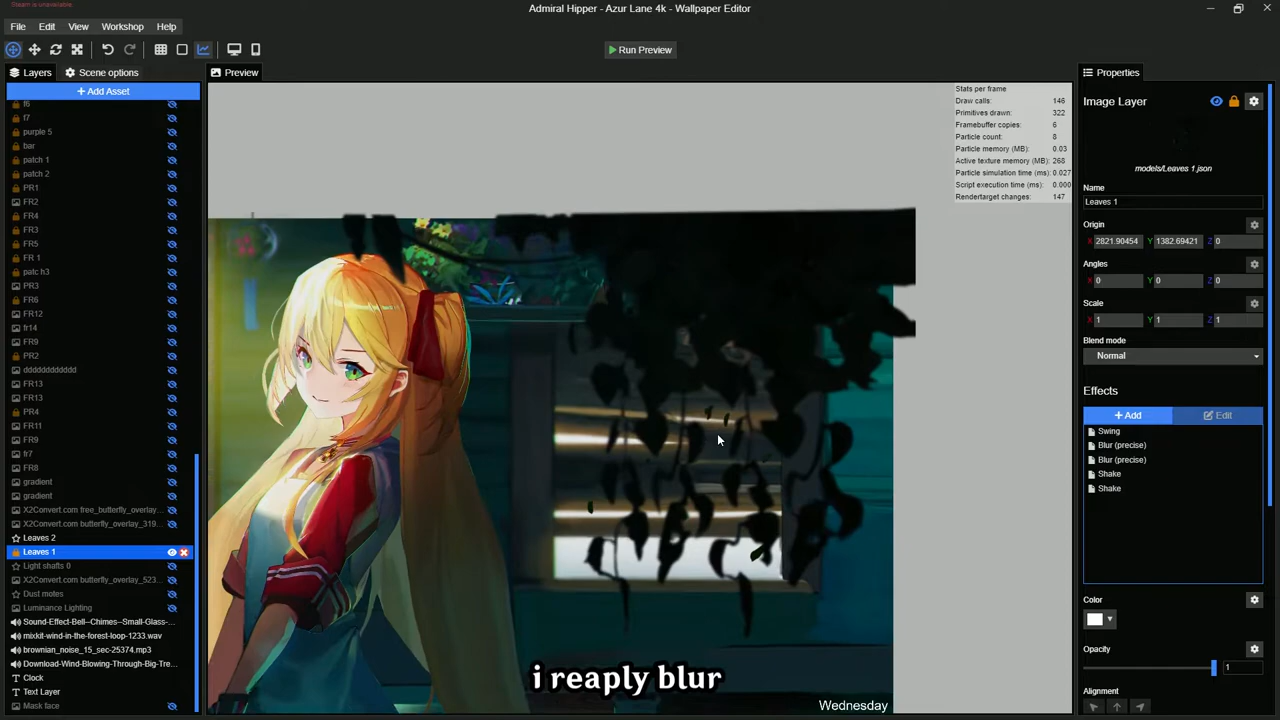 Steam is unavailable.
Admiral Hipper - Azur Lane 4k - Wallpaper Editor
File Edit View Workshop Help
Run Preview
Layers Scene options
Preview
Properties
+ Add Asset
f6
f7
purple 5
bar
patch 1
patch 2
PR1
FR2
FR4
FR3
FR5
FR 1
patc h3
PR3
FR6
FR12
fr14
FR9
PR2
dddddddddddd
FR13
FR13
PR4
FR11
FR9
fr7
FR8
gradient
gradient
X2Convert.com free_butterfly_overlay...
X2Convert.com butterfly_overlay_319...
Leaves 2
Leaves 1
Light shafts 0
X2Convert.com butterfly_overlay_523...
Dust motes
Luminance Lighting
Sound-Effect-Bell--Chimes--Small-Glass-...
mixkit-wind-in-the-forest-loop-1233.wav
brownian_noise_15_sec-25374.mp3
Download-Wind-Blowing-Through-Big-Tre...
Clock
Text Layer
Mask face
Stats per frame
Draw calls: 146
Primitives drawn: 322
Framebuffer copies: 6
Particle count: 8
Particle memory (MB): 0.03
Active texture memory (MB): 268
Particle simulation time (ms): 0.027
Script execution time (ms): 0.000
Rendertarget changes: 147
i reaply blur
Wednesday
Image Layer
models/Leaves 1.json
Name
Leaves 1
Origin
X 2821.90454 Y 1382.69421 Z 0
Angles
X 0 Y 0 Z 0
Scale
X 1 Y 1 Z 1
Blend mode
Normal
Effects
+ Add Edit
Swing
Blur (precise)
Blur (precise)
Shake
Shake
Color
Opacity
1
Alignment